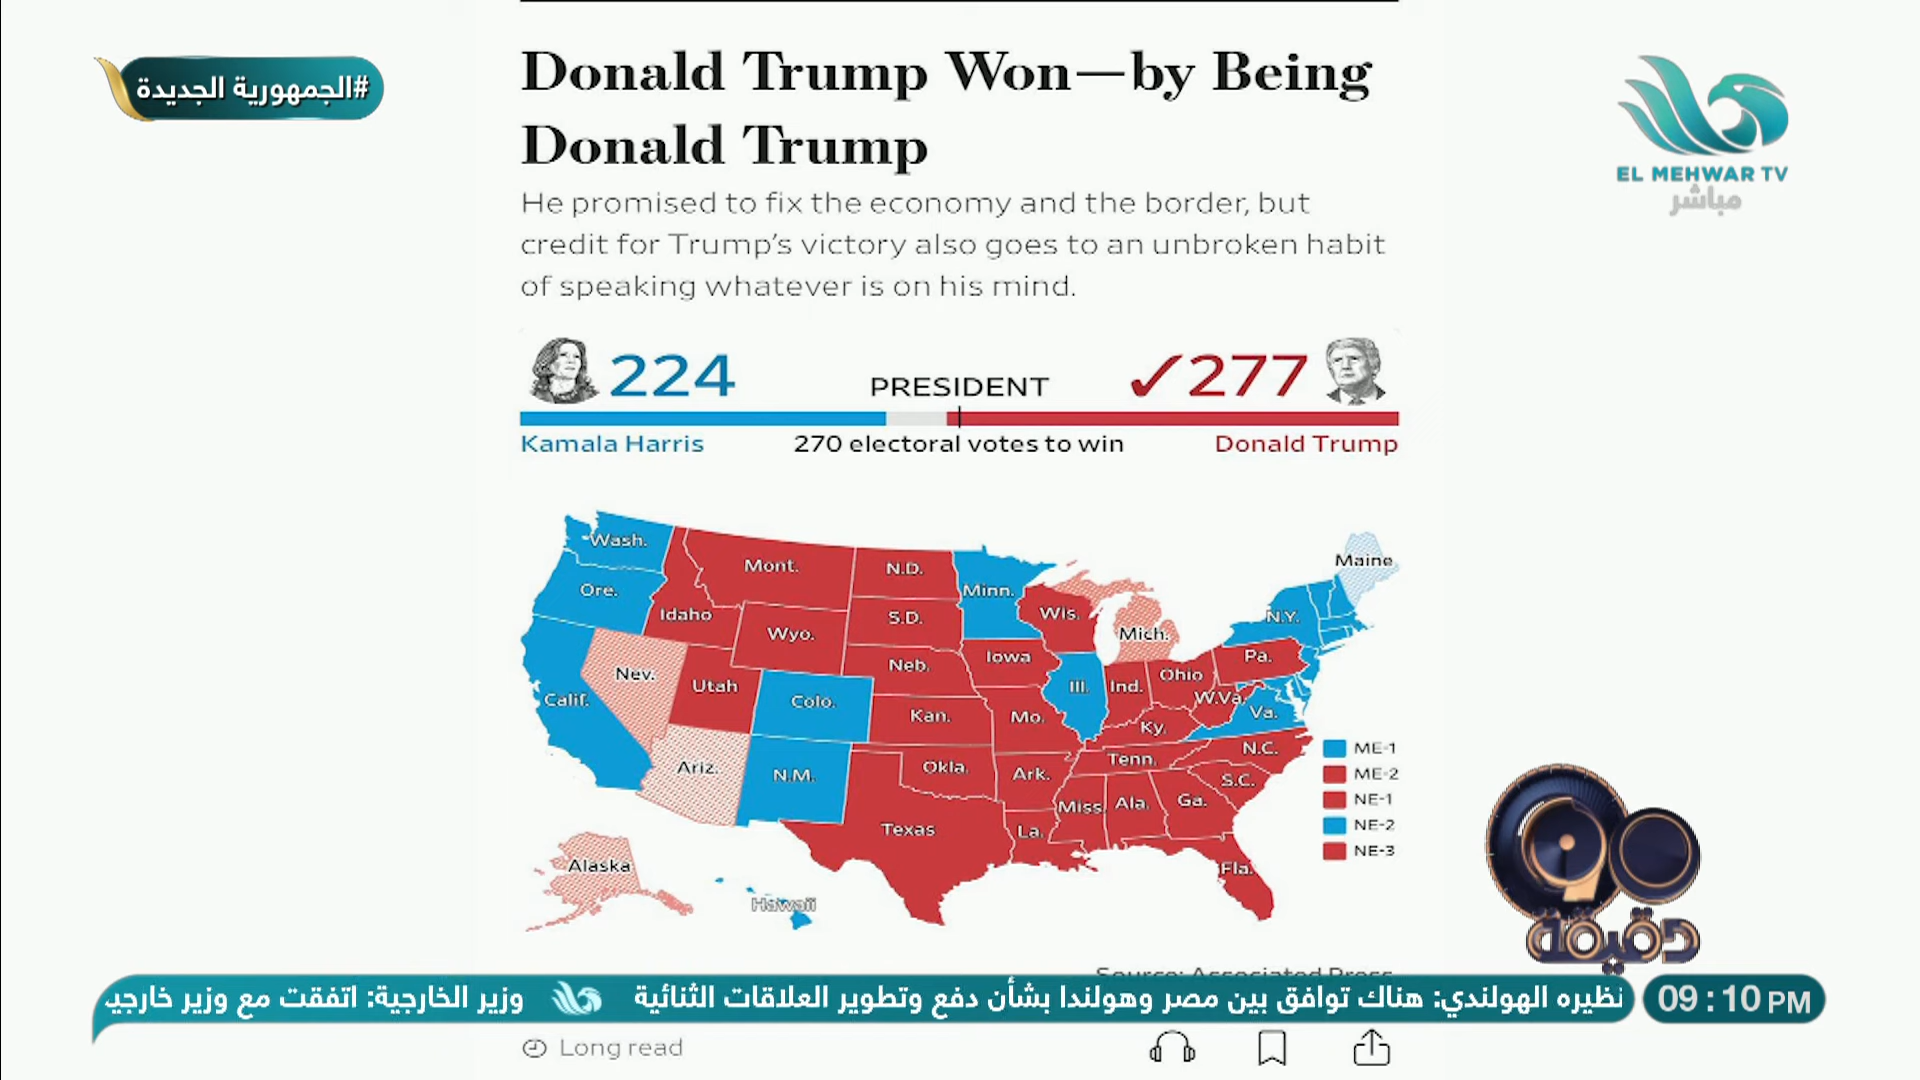 #الجمهورية الجديدة
EL MEHWAR TV
مباشر
Donald Trump Won—by Being
Donald Trump
He promised to fix the economy and the border, but
credit for Trump's victory also goes to an unbroken habit
of speaking whatever is on his mind.
224
PRESIDENT
✓277
Kamala Harris
270 electoral votes to win
Donald Trump
Wash.
Mont.
N.D.
Minn.
Maine
Ore.
Idaho
S.D.
Wis.
N.Y.
Wyo.
Mich.
Nev.
Utah
Neb.
Iowa
Ill.
Ind.
Ohio
Pa.
Calif.
Colo.
Kan.
Mo.
W.Va.
Va.
Ky.
Ariz.
N.M.
Okla.
Ark.
Tenn.
N.C.
S.C.
Texas
La.
Miss.
Ala.
Ga.
Fla.
Alaska
Hawaii
ME-1
ME-2
NE-1
NE-2
NE-3
90
دقيقة
Source: Associated Press
نظيره الهولندي: هناك توافق بين مصر وهولندا بشأن دفع وتطوير العلاقات الثنائية
وزير الخارجية: اتفقت مع وزير خارجي
09:10 PM
Long read